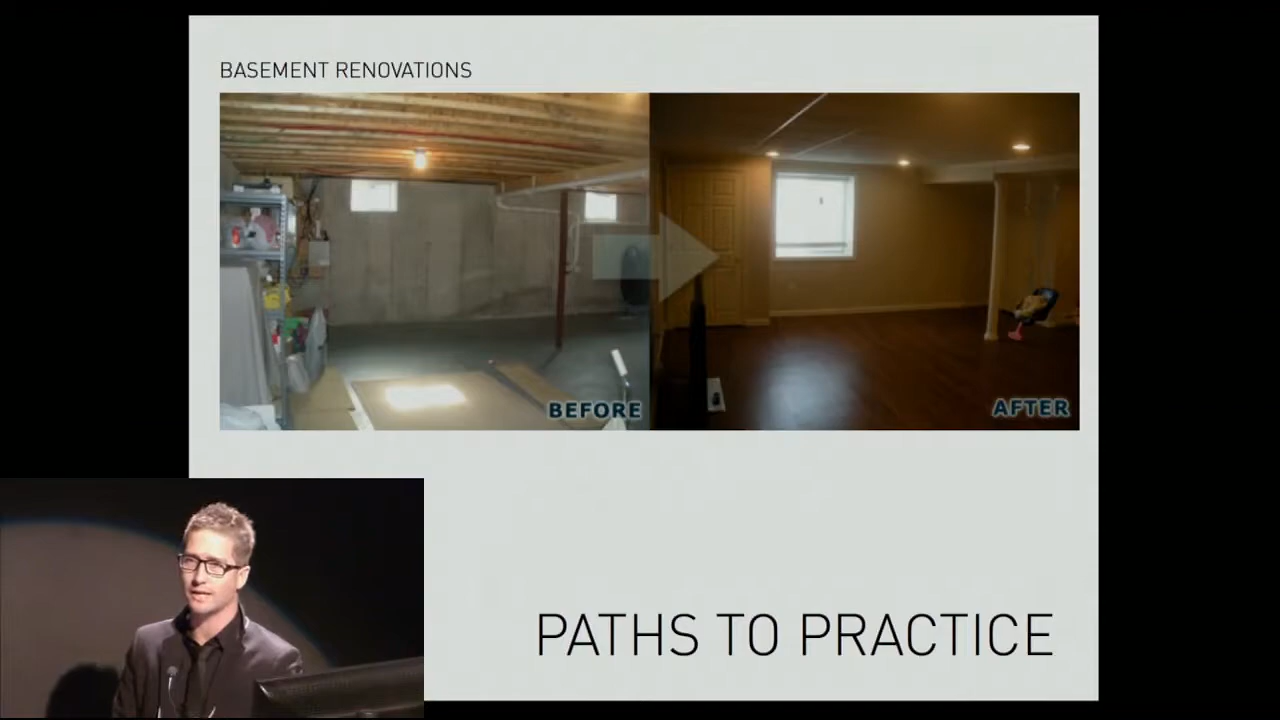 BASEMENT RENOVATIONS
BEFORE
AFTER
PATHS TO PRACTICE